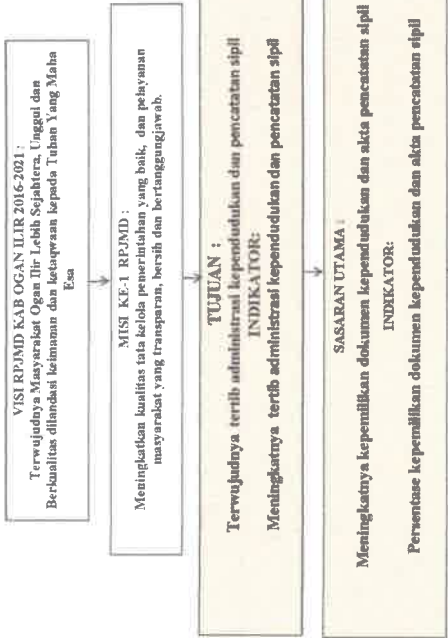 VISI RPJMD KAB OGAN ILIR 2016-2021 :
Terwujudnya Masyarakat Ogan Ilir Lebih Sejahtera, Unggul dan
Berkualitas dilandasi keimanan dan ketaqwaan kepada Tuhan Yang Maha
Esa
MISI KE-1 RPJMD :
Meningkatkan kualitas tata kelola pemerintahan yang baik, dan pelayanan
masyarakat yang transparan, bersih dan bertanggungjawab.
TUJUAN :
Terwujudnya tertib administrasi kependudukan dan pencatatan sipil
INDIKATOR:
Meningkatnya tertib administrasi kependudukan dan pencatatan sipil
SASARAN UTAMA :
Meningkatnya kepemilikan dokumen kependudukan dan akta pencatatan sipil
INDIKATOR:
Persentase kepemilikan dokumen kependudukan dan akta pencatatan sipil